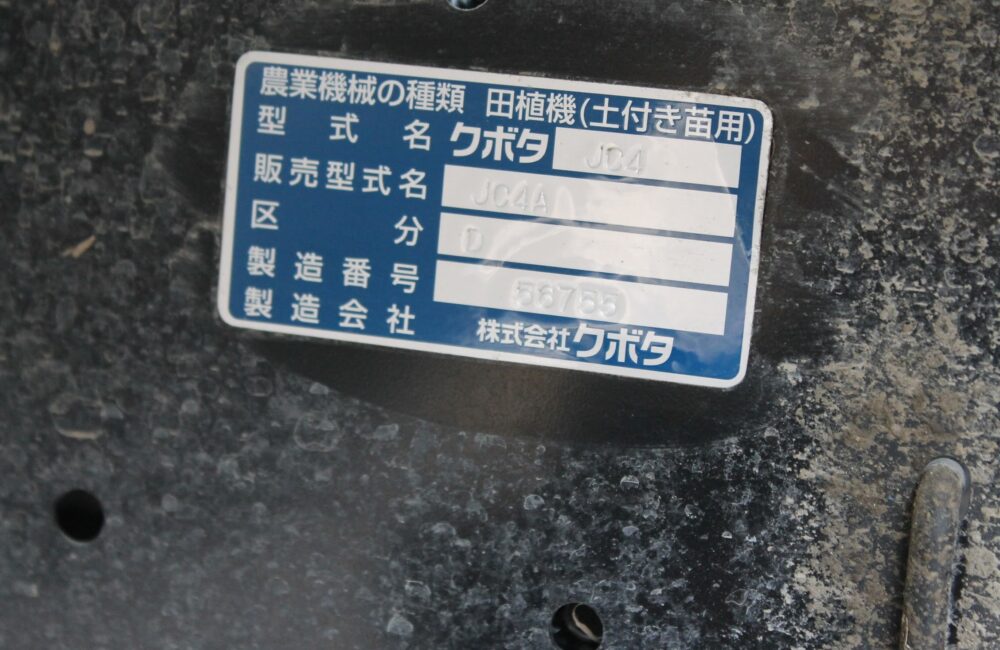 農業機械の種類 田植機(土付き苗用)
型式名 クボタ JC4
販売型式名 JC4A
区分 D
製造番号 56755
製造会社 株式会社クボタ